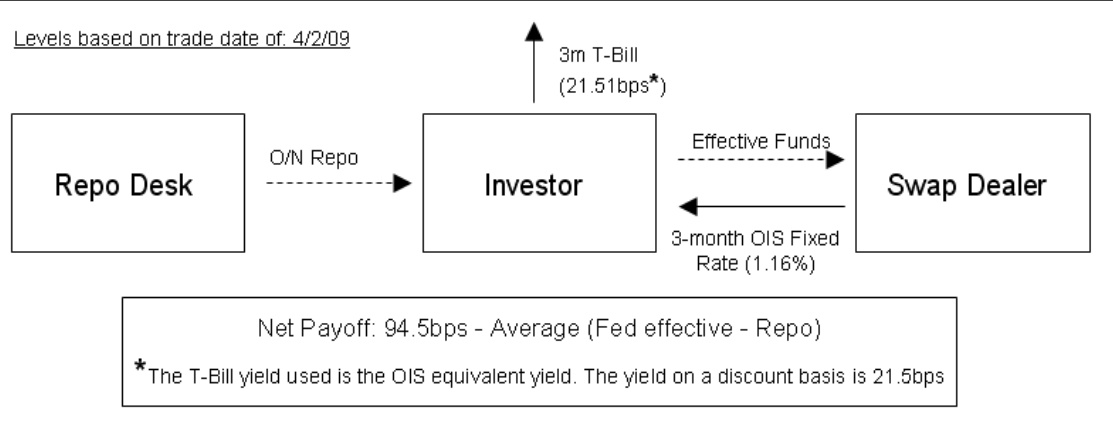 Levels based on trade date of: 4/2/09
3m T-Bill
(21.51bps*)
Repo Desk
O/N Repo
Investor
Effective Funds
3-month OIS Fixed
Rate (1.16%)
Swap Dealer
Net Payoff: 94.5bps - Average (Fed effective - Repo)
*The T-Bill yield used is the OIS equivalent yield. The yield on a discount basis is 21.5bps